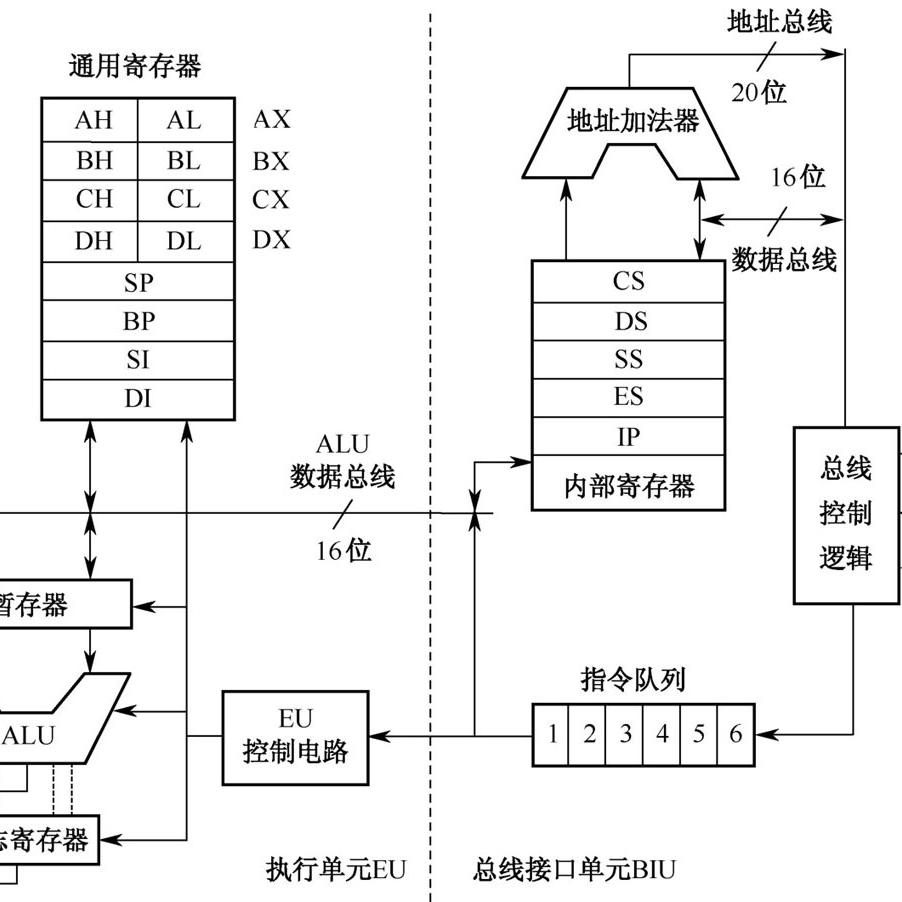 地址总线
通用寄存器
20位
AH AL AX
地址加法器
BH BL BX
16位
CH CL CX
DH DL DX
数据总线
SP
CS
BP
DS
SI
SS
DI
ES
IP
ALU
数据总线
内部寄存器
16位
总线
控制
逻辑
暂存器
指令队列
EU
控制电路
1 2 3 4 5 6
ALU
志寄存器
执行单元EU
总线接口单元BIU